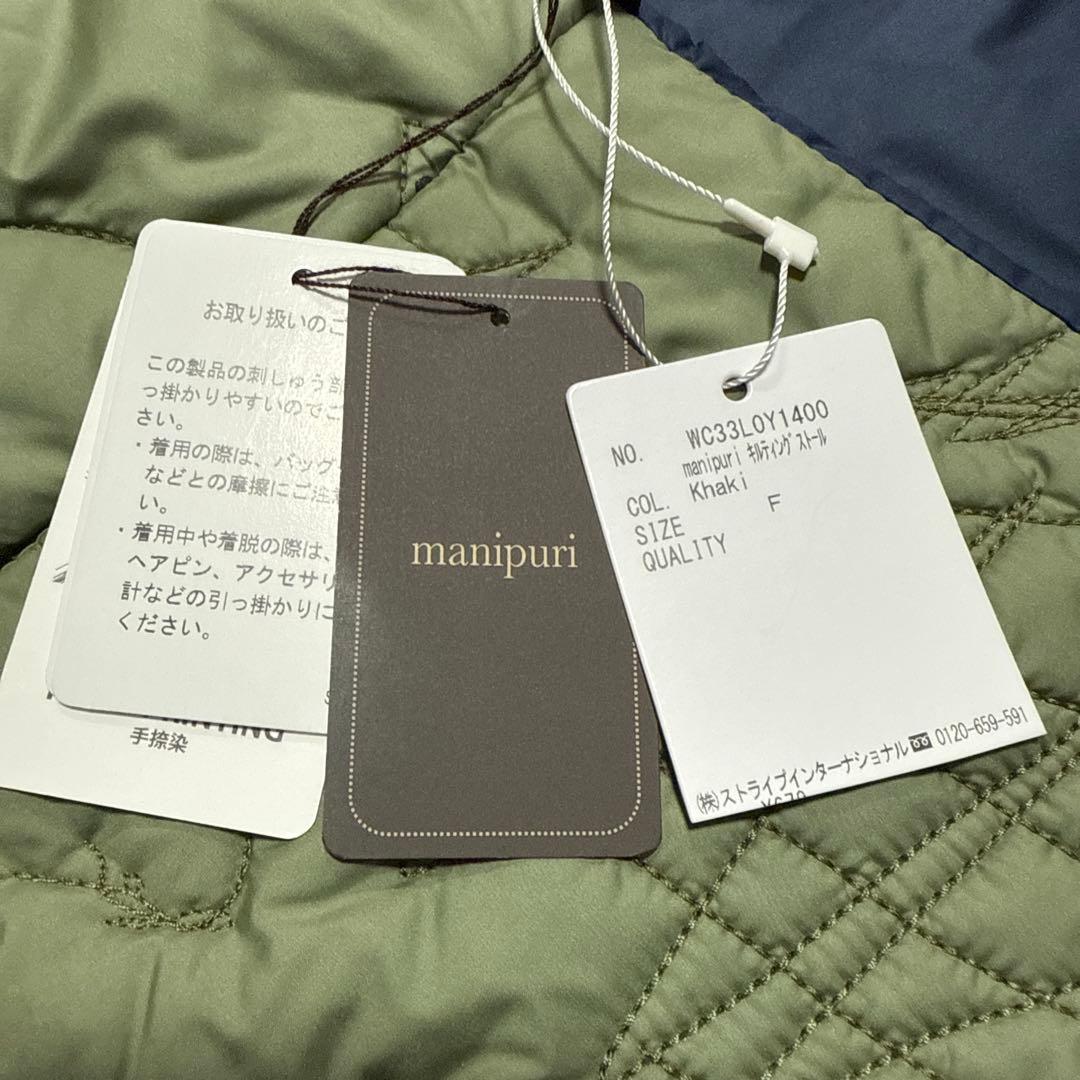 お取り扱いのご
この製品の刺しゅう部
っ掛かりやすいのでご
さい。
・着用の際は、バッグ
などとの摩擦にご注意
い。
・着用中や着脱の際は、
ヘアピン、アクセサリ
計などの引っ掛かりに
ください。
手捺染
manipuri
NO. WC33L0Y1400
manipuri キルティング ストール
COL. Khaki
SIZE F
QUALITY
(株)ストライプインターナショナル 0120-659-591